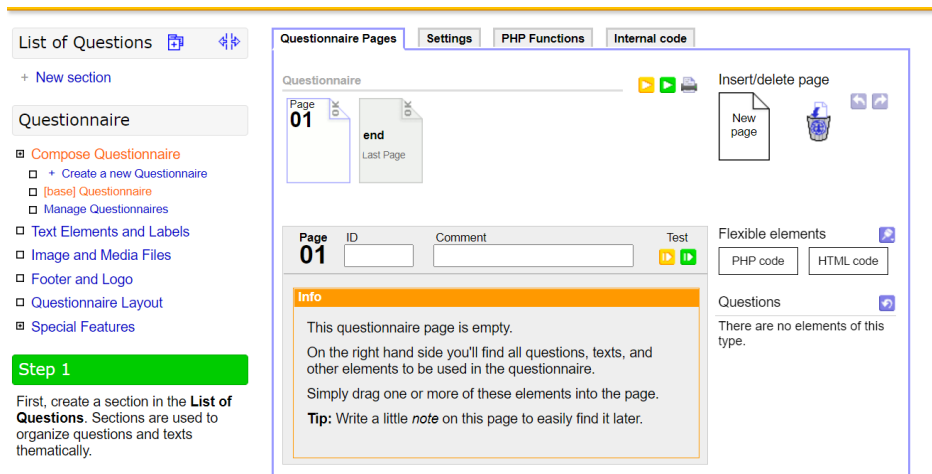 List of Questions
+ New section
Questionnaire
Compose Questionnaire
+ Create a new Questionnaire
[base] Questionnaire
Manage Questionnaires
Text Elements and Labels
Image and Media Files
Footer and Logo
Questionnaire Layout
Special Features
Step 1
First, create a section in the List of
Questions. Sections are used to
organize questions and texts
thematically.
Questionnaire Pages
Settings
PHP Functions
Internal code
Questionnaire
Page
01
OK
end
Last Page
OK
Insert/delete page
New
page
Page
01
ID
Comment
Test
Info
This questionnaire page is empty.
On the right hand side you'll find all questions, texts, and
other elements to be used in the questionnaire.
Simply drag one or more of these elements into the page.
Tip: Write a little note on this page to easily find it later.
Flexible elements
PHP code
HTML code
Questions
There are no elements of this
type.